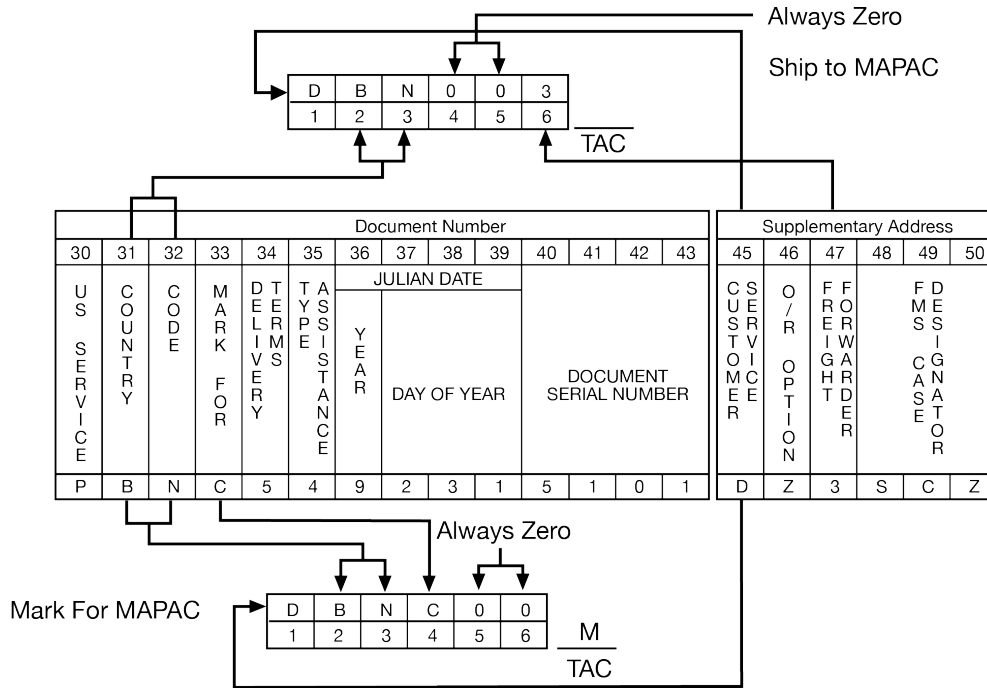 Always Zero
Ship to MAPAC
D B N 0 0 3
1 2 3 4 5 6
TAC
Document Number Supplementary Address
30 31 32 33 34 35 36 37 38 39 40 41 42 43 45 46 47 48 49 50
US SERVICE
COUNTRY
CODE
MARK FOR
DELIVERY
TERMS
TYPE
ASSISTANCE
JULIAN DATE
YEAR
DAY OF YEAR
DOCUMENT
SERIAL NUMBER
CUSTOMER
SERVICE
O/R OPTION
FREIGHT
FORWARDER
FMS CASE
DESIGNATOR
P B N C 5 4 9 2 3 1 5 1 0 1 D Z 3 S C Z
Always Zero
Mark For MAPAC
D B N C 0 0
1 2 3 4 5 6
M
TAC